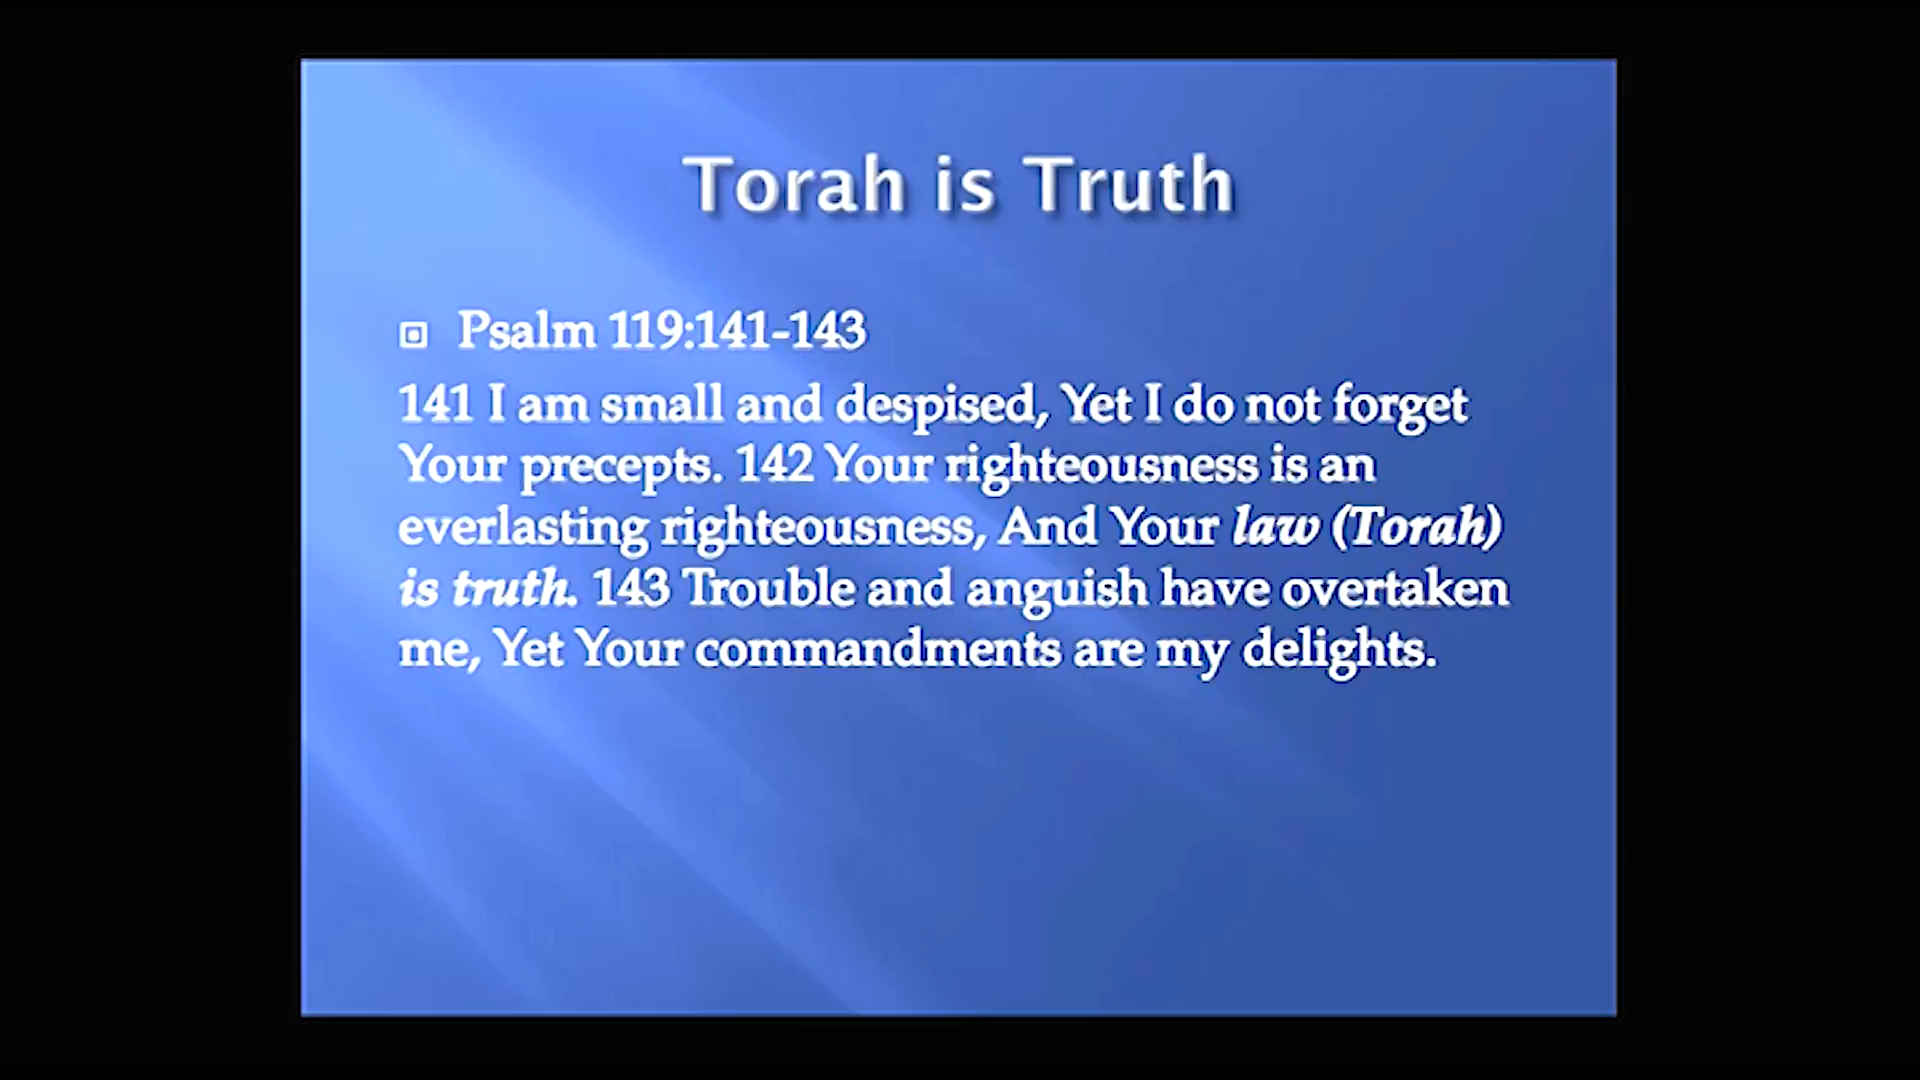 Torah is Truth
Psalm 119:141-143
141 I am small and despised, Yet I do not forget
Your precepts. 142 Your righteousness is an
everlasting righteousness, And Your law (Torah)
is truth. 143 Trouble and anguish have overtaken
me, Yet Your commandments are my delights.